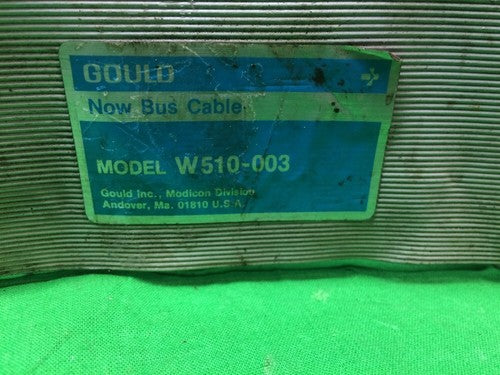 GOULD
Now Bus Cable
MODEL W510-003
Gould Inc., Modicon Division
Andover, Ma. 01810 U.S.A.